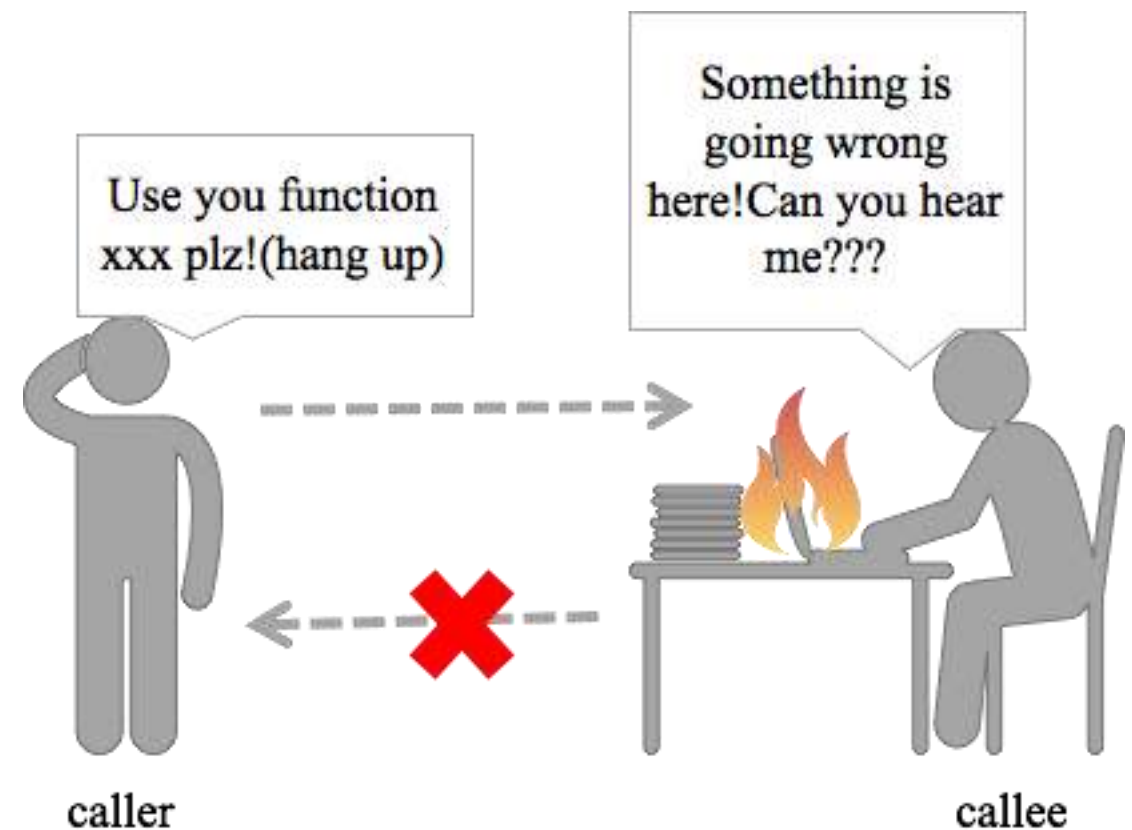 Use you function
xxx plz!(hang up)
Something is
going wrong
here!Can you hear
me???
caller
callee